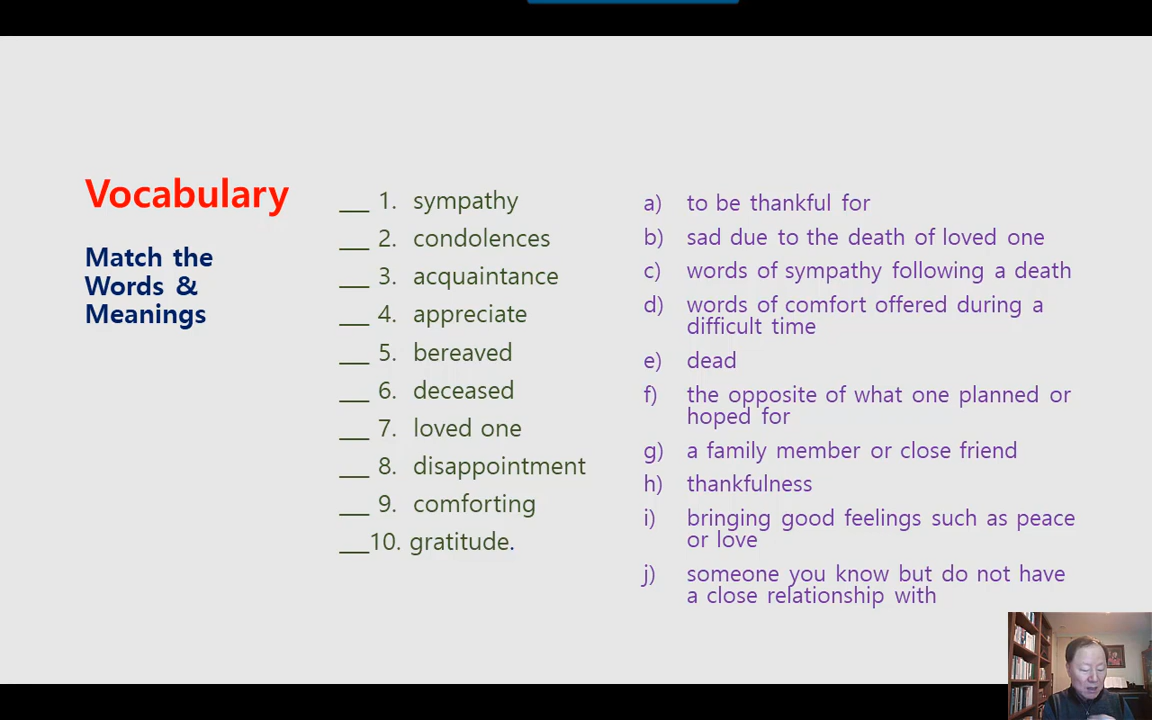 Vocabulary
Match the
Words &
Meanings
___ 1. sympathy
___ 2. condolences
___ 3. acquaintance
___ 4. appreciate
___ 5. bereaved
___ 6. deceased
___ 7. loved one
___ 8. disappointment
___ 9. comforting
___10. gratitude.
a) to be thankful for
b) sad due to the death of loved one
c) words of sympathy following a death
d) words of comfort offered during a
difficult time
e) dead
f) the opposite of what one planned or
hoped for
g) a family member or close friend
h) thankfulness
i) bringing good feelings such as peace
or love
j) someone you know but do not have
a close relationship with